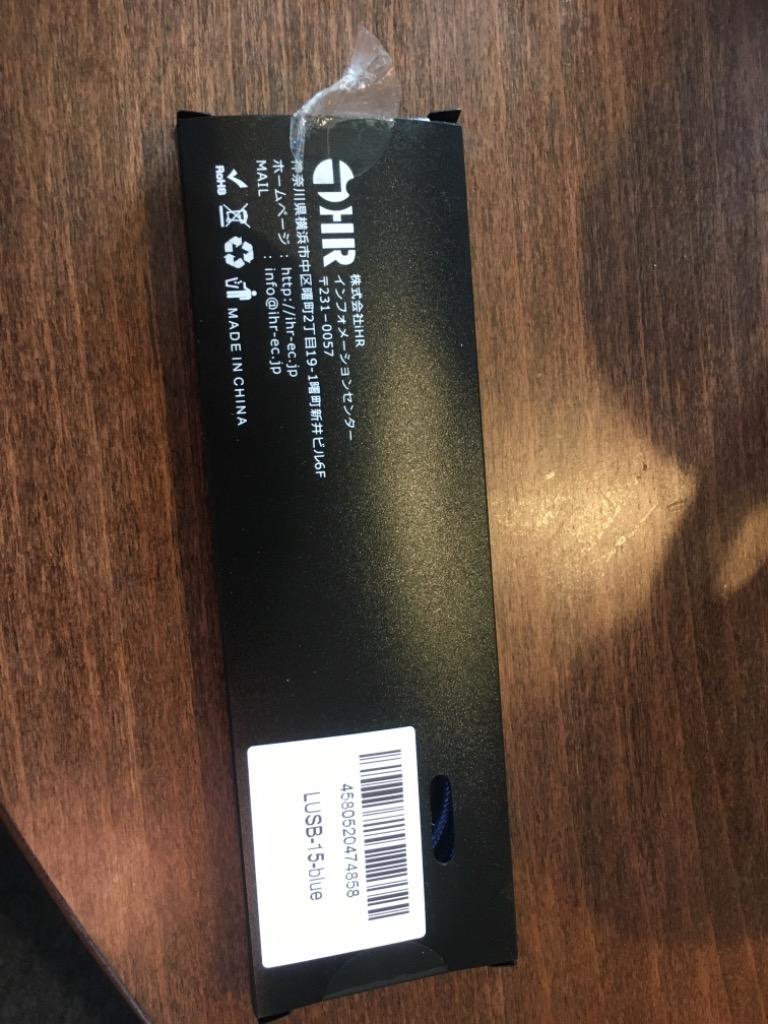 iHR
株式会社iHR
インフォメーションセンター
〒231-0057
神奈川県横浜市中区曙町2丁目19-1曙町新井ビル6F
ホームページ : http://ihr-ec.jp
MAIL : info@ihr-ec.jp
RoHS
MADE IN CHINA
4580520474858
LUSB-15-blue